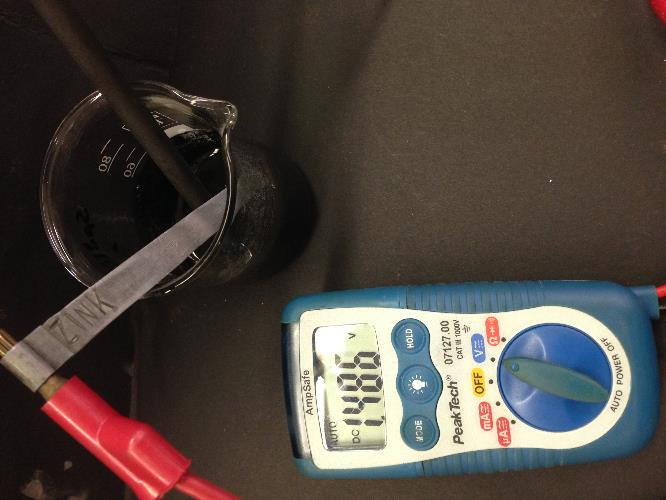 80
60
ZINK
AmpSafe
AUTO
DC 1.486 V
HOLD
MODE
PeakTech® 07127.00
CAT III 1000V
Ω
V
OFF
mA
µA
AUTO POWER Off